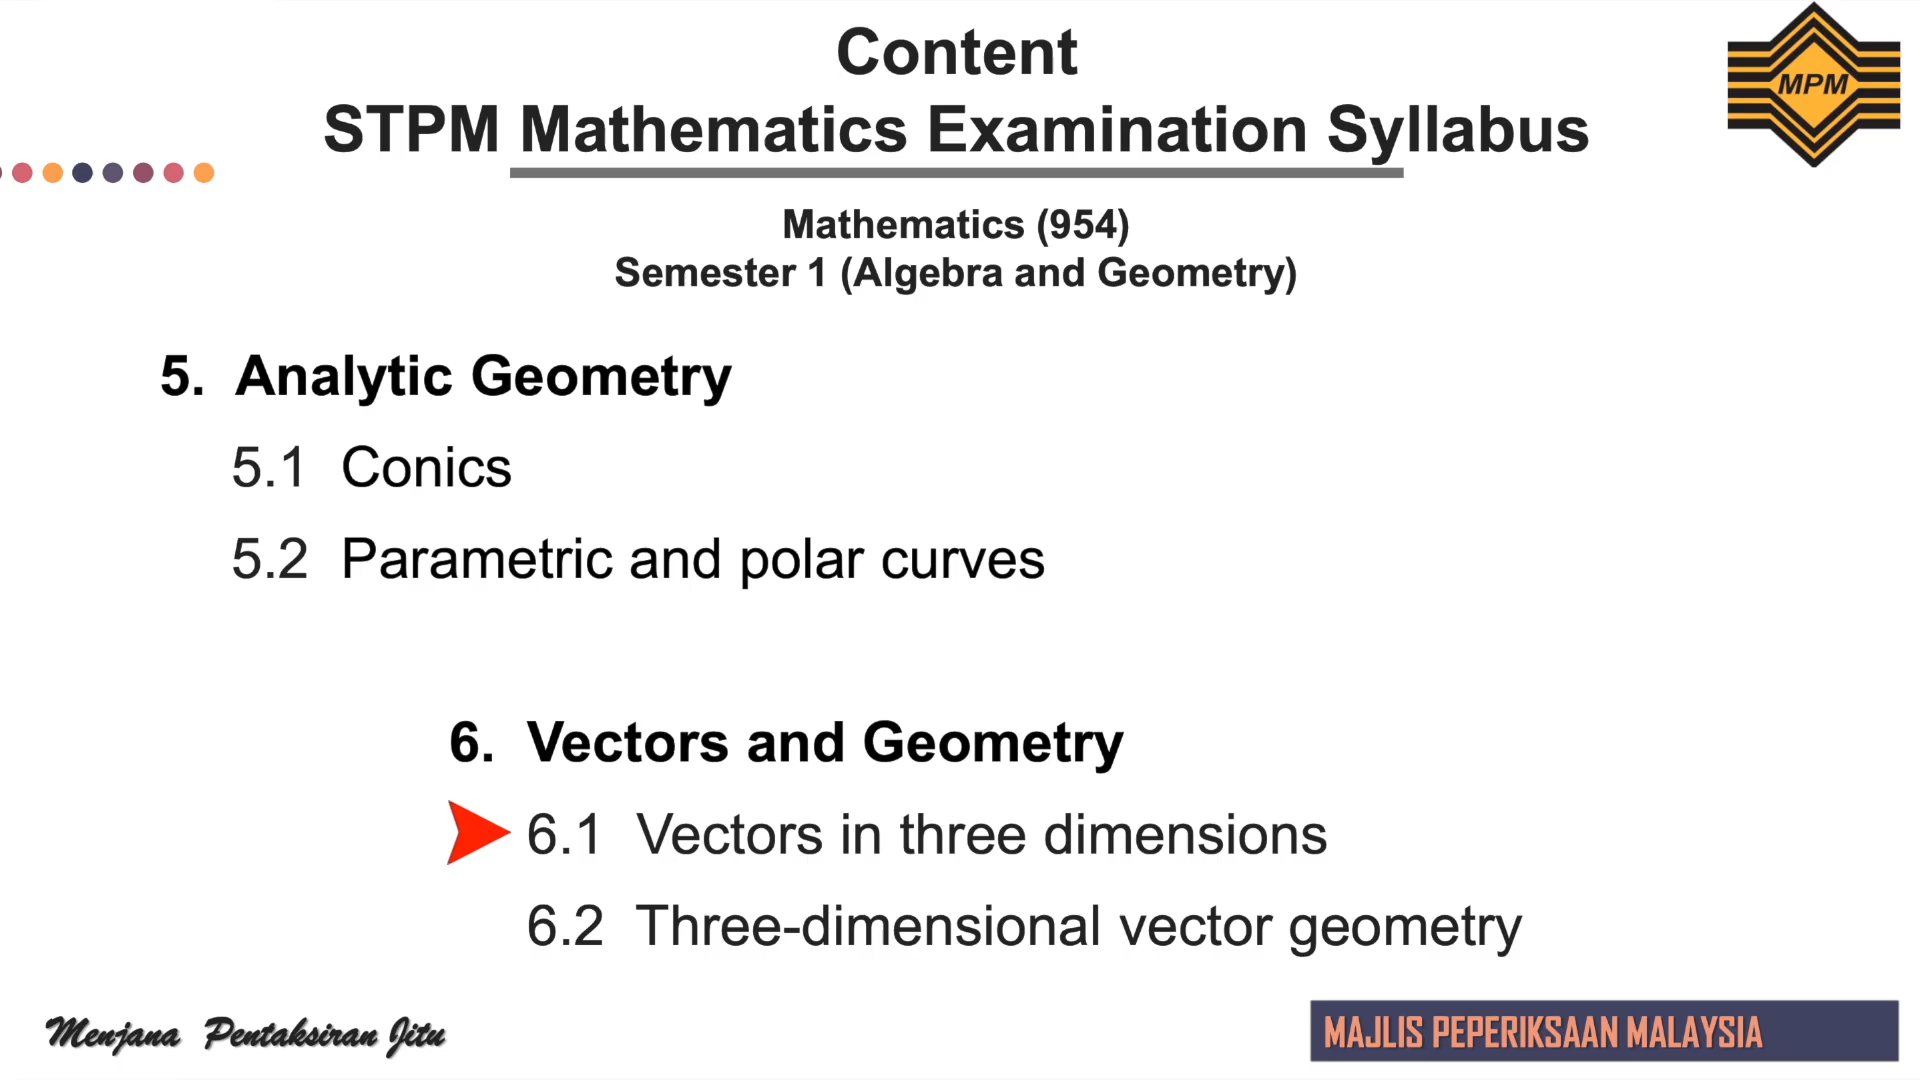 Content
STPM Mathematics Examination Syllabus
MPM
Mathematics (954)
Semester 1 (Algebra and Geometry)
5. Analytic Geometry
5.1 Conics
5.2 Parametric and polar curves
6. Vectors and Geometry
6.1 Vectors in three dimensions
6.2 Three-dimensional vector geometry
Menjana Pentaksiran Jitu
MAJLIS PEPERIKSAAN MALAYSIA